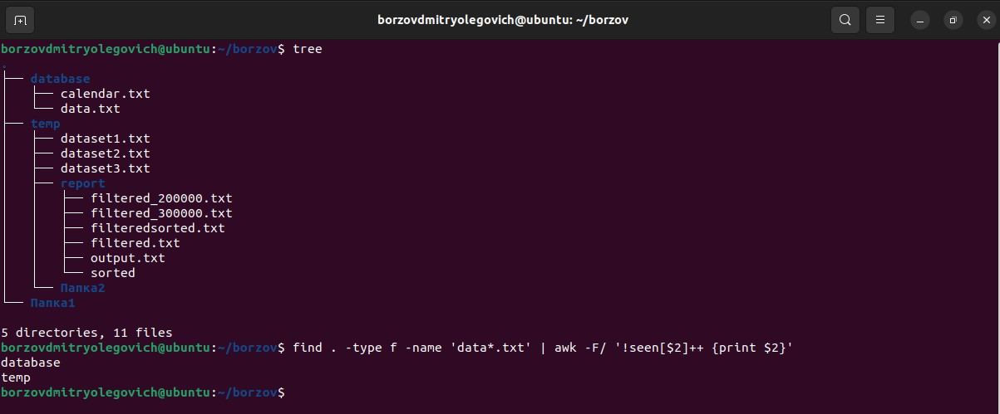 borzovdmitryolegovich@ubuntu: ~/borzov
borzovdmitryolegovich@ubuntu:~/borzov$ tree
.
├── database
│   ├── calendar.txt
│   └── data.txt
├── temp
│   ├── dataset1.txt
│   ├── dataset2.txt
│   ├── dataset3.txt
│   ├── report
│   │   ├── filtered_200000.txt
│   │   ├── filtered_300000.txt
│   │   ├── filteredsorted.txt
│   │   ├── filtered.txt
│   │   ├── output.txt
│   │   └── sorted
│   └── Папка2
└── Папка1
5 directories, 11 files
borzovdmitryolegovich@ubuntu:~/borzov$ find . -type f -name 'data*.txt' | awk -F/ '!seen[$2]++ {print $2}'
database
temp
borzovdmitryolegovich@ubuntu:~/borzov$